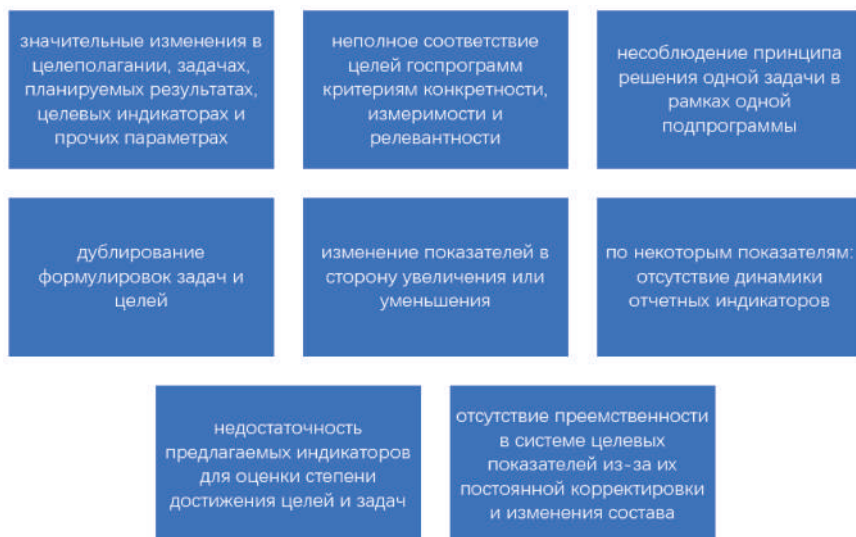 значительные изменения в
целеполагании, задачах,
планируемых результатах,
целевых индикаторах и
прочих параметрах
неполное соответствие
целей госпрограмм
критериям конкретности,
измеримости и
релевантности
несоблюдение принципа
решения одной задачи в
рамках одной
подпрограммы
дублирование
формулировок задач и
целей
изменение показателей в
сторону увеличения или
уменьшения
по некоторым показателям:
отсутствие динамики
отчетных индикаторов
недостаточность
предлагаемых индикаторов
для оценки степени
достижения целей и задач
отсутствие преемственности
в системе целевых
показателей из-за их
постоянной корректировки
и изменения состава